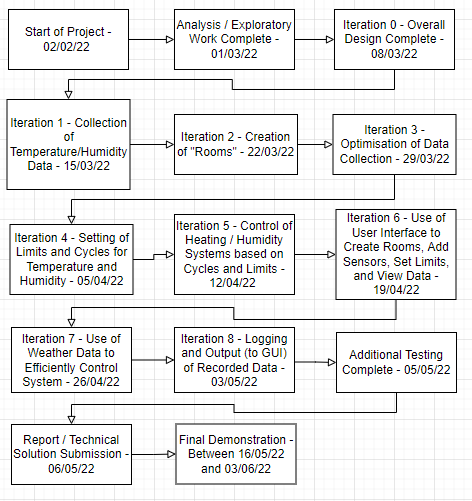 Start of Project -
02/02/22
Analysis / Exploratory
Work Complete -
01/03/22
Iteration 0 - Overall
Design Complete -
08/03/22
Iteration 1 - Collection
of
Temperature/Humidity
Data - 15/03/22
Iteration 2 - Creation
of "Rooms" - 22/03/22
Iteration 3 -
Optimisation of Data
Collection - 29/03/22
Iteration 4 - Setting of
Limits and Cycles for
Temperature and
Humidity - 05/04/22
Iteration 5 - Control of
Heating / Humidity
Systems based on
Cycles and Limits -
12/04/22
Iteration 6 - Use of
User Interface to
Create Rooms, Add
Sensors, Set Limits,
and View Data -
19/04/22
Iteration 7 - Use of
Weather Data to
Efficiently Control
System - 26/04/22
Iteration 8 - Logging
and Output (to GUI)
of Recorded Data -
03/05/22
Additional Testing
Complete - 05/05/22
Report / Technical
Solution Submission -
06/05/22
Final Demonstration -
Between 16/05/22
and 03/06/22